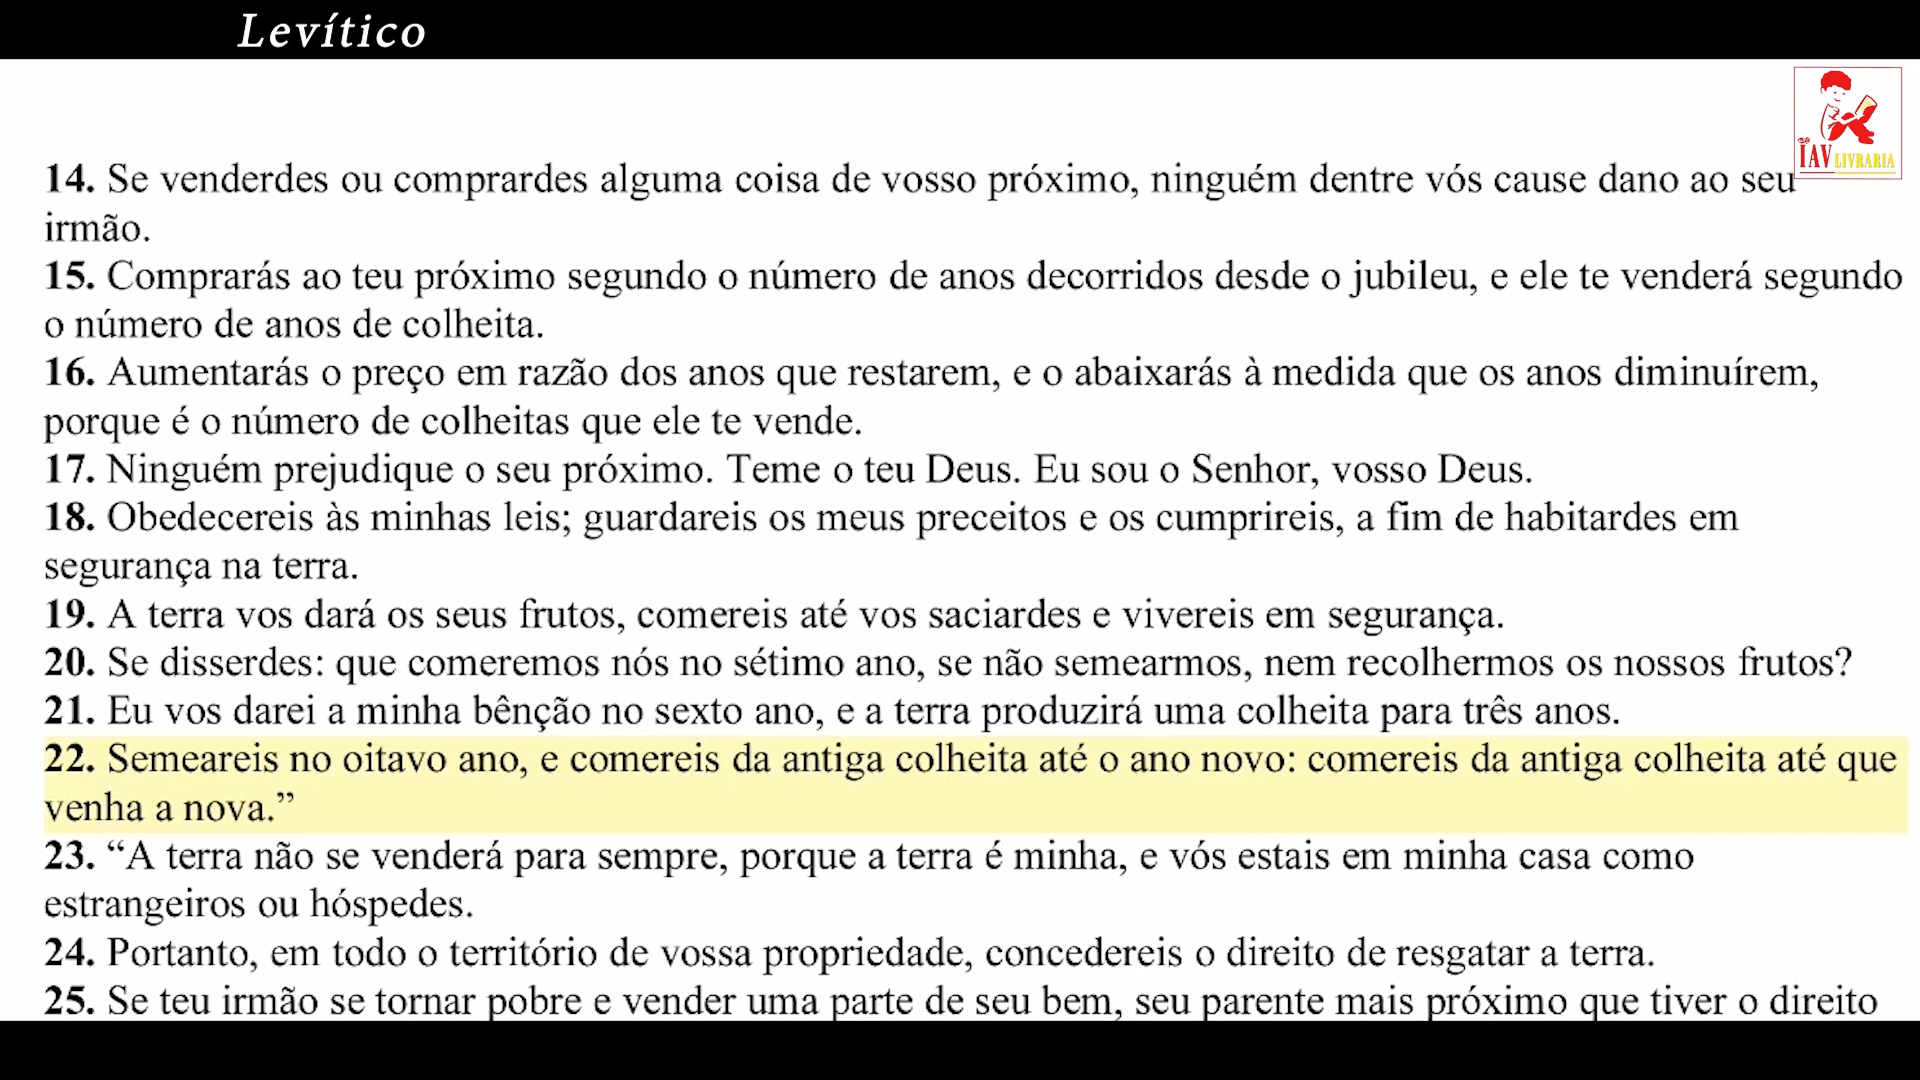 Levítico
IAV LIVRARIA
14. Se venderdes ou comprardes alguma coisa de vosso próximo, ninguém dentre vós cause dano ao seu
irmão.
15. Comprarás ao teu próximo segundo o número de anos decorridos desde o jubileu, e ele te venderá segundo
o número de anos de colheita.
16. Aumentarás o preço em razão dos anos que restarem, e o abaixarás à medida que os anos diminuírem,
porque é o número de colheitas que ele te vende.
17. Ninguém prejudique o seu próximo. Teme o teu Deus. Eu sou o Senhor, vosso Deus.
18. Obedecereis às minhas leis; guardareis os meus preceitos e os cumprireis, a fim de habitardes em
segurança na terra.
19. A terra vos dará os seus frutos, comereis até vos saciardes e vivereis em segurança.
20. Se disserdes: que comeremos nós no sétimo ano, se não semearmos, nem recolhermos os nossos frutos?
21. Eu vos darei a minha bênção no sexto ano, e a terra produzirá uma colheita para três anos.
22. Semeareis no oitavo ano, e comereis da antiga colheita até o ano novo: comereis da antiga colheita até que
venha a nova.”
23. “A terra não se venderá para sempre, porque a terra é minha, e vós estais em minha casa como
estrangeiros ou hóspedes.
24. Portanto, em todo o território de vossa propriedade, concedereis o direito de resgatar a terra.
25. Se teu irmão se tornar pobre e vender uma parte de seu bem, seu parente mais próximo que tiver o direito